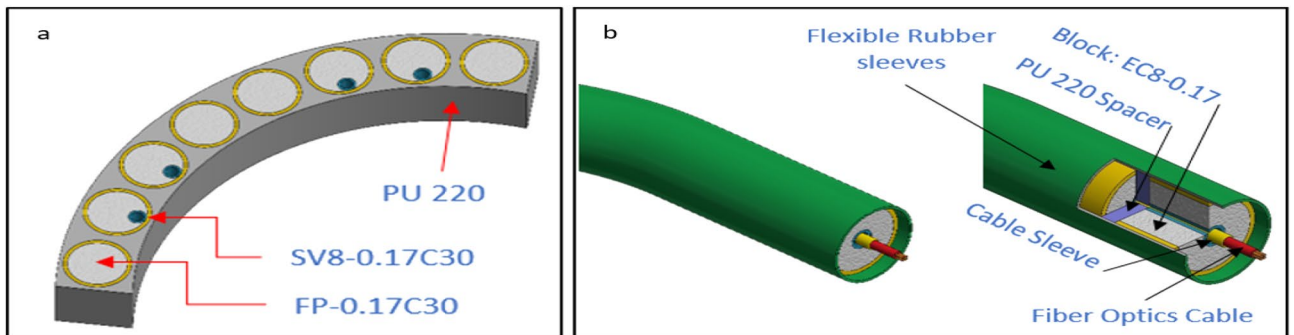 a
PU 220
SV8-0.17C30
FP-0.17C30
b
Flexible Rubber
sleeves
Block: EC8-0.17
PU 220 Spacer
Cable Sleeve
Fiber Optics Cable